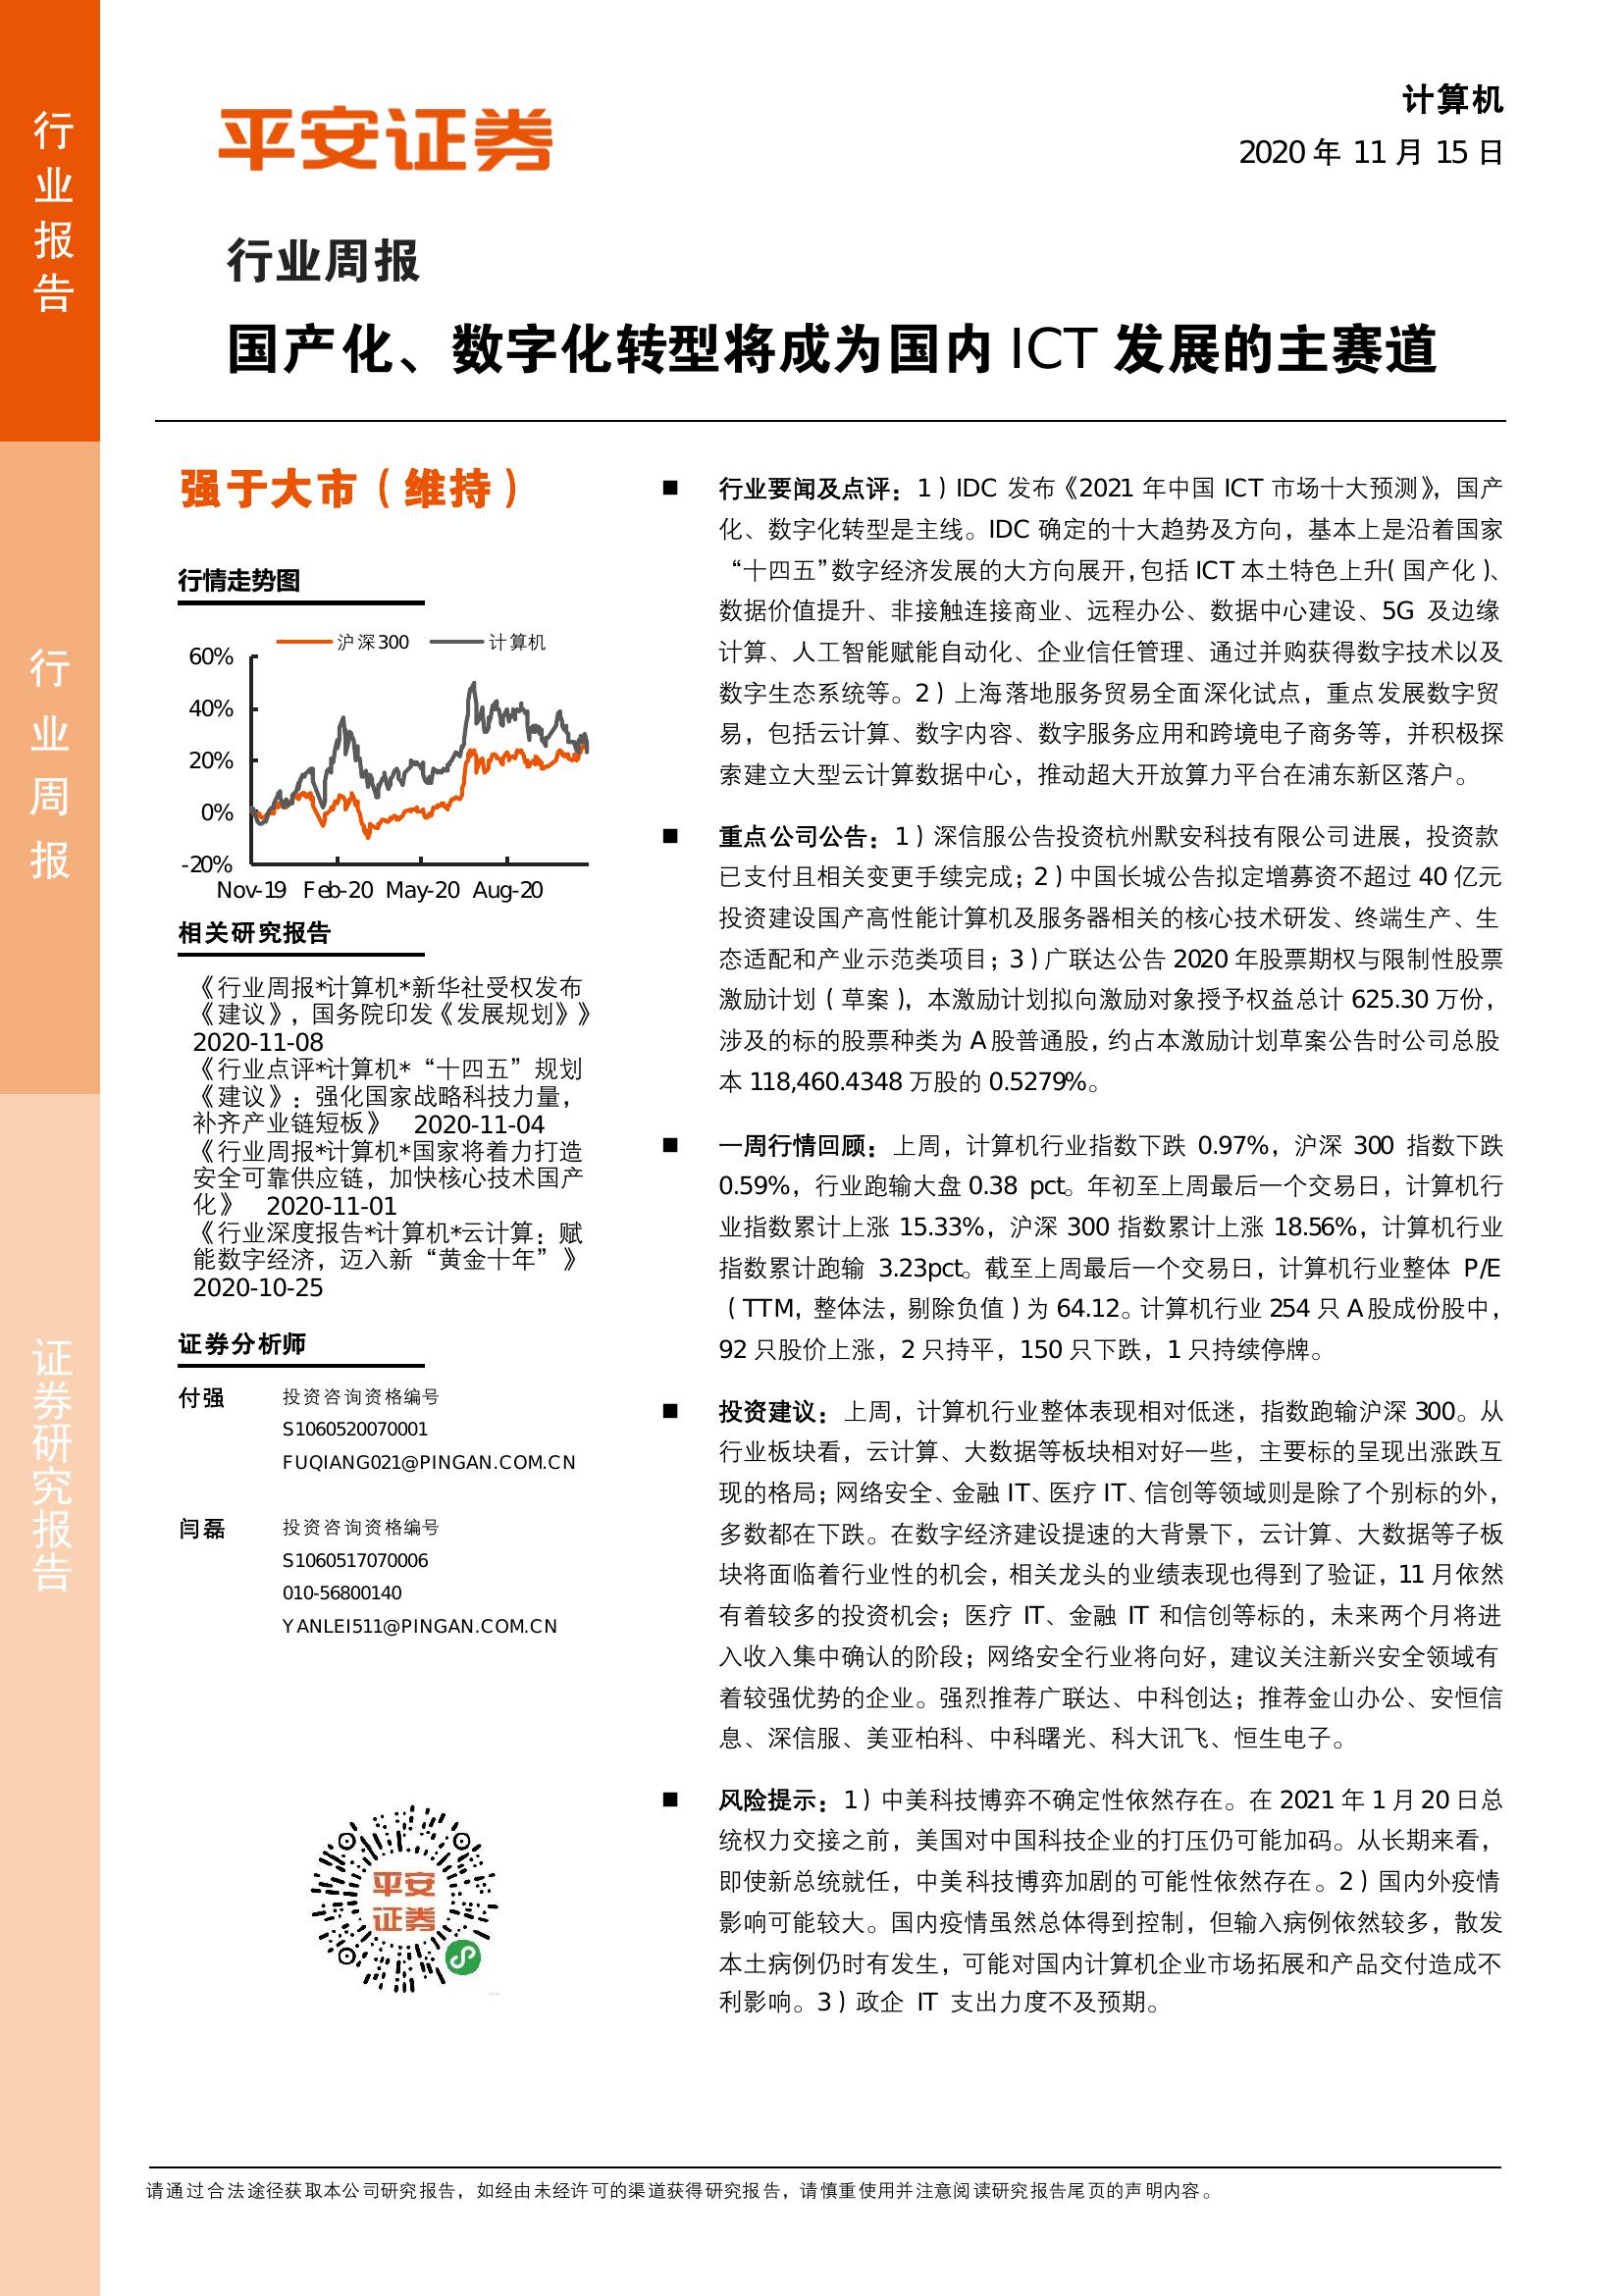 行业报告
行业周报
证券研究报告
平安证券
计算机
2020 年 11 月 15 日
行业周报
国产化、数字化转型将成为国内 ICT 发展的主赛道
强于大市（维持）
行情走势图
沪深300 计算机
60%
40%
20%
0%
-20%
Nov-19 Feb-20 May-20 Aug-20
相关研究报告
《行业周报*计算机*新华社受权发布
《建议》，国务院印发《发展规划》》
2020-11-08
《行业点评*计算机*“十四五”规划
《建议》：强化国家战略科技力量，
补齐产业链短板》 2020-11-04
《行业周报*计算机*国家将着力打造
安全可靠供应链，加快核心技术国产
化》 2020-11-01
《行业深度报告*计算机*云计算：赋
能数字经济，迈入新“黄金十年”》
2020-10-25
证券分析师
付强 投资咨询资格编号
S1060520070001
FUQIANG021@PINGAN.COM.CN
闫磊 投资咨询资格编号
S1060517070006
010-56800140
YANLEI511@PINGAN.COM.CN
平安
证券
■ 行业要闻及点评：1）IDC 发布《2021 年中国 ICT 市场十大预测》，国产
化、数字化转型是主线。IDC 确定的十大趋势及方向，基本上是沿着国家
“十四五”数字经济发展的大方向展开，包括 ICT 本土特色上升（国产化）、
数据价值提升、非接触连接商业、远程办公、数据中心建设、5G 及边缘
计算、人工智能赋能自动化、企业信任管理、通过并购获得数字技术以及
数字生态系统等。2）上海落地服务贸易全面深化试点，重点发展数字贸
易，包括云计算、数字内容、数字服务应用和跨境电子商务等，并积极探
索建立大型云计算数据中心，推动超大开放算力平台在浦东新区落户。
■ 重点公司公告：1）深信服公告投资杭州默安科技有限公司进展，投资款
已支付且相关变更手续完成；2）中国长城公告拟定增募资不超过 40 亿元
投资建设国产高性能计算机及服务器相关的核心技术研发、终端生产、生
态适配和产业示范类项目；3）广联达公告 2020 年股票期权与限制性股票
激励计划（草案），本激励计划拟向激励对象授予权益总计 625.30 万份，
涉及的标的股票种类为 A 股普通股，约占本激励计划草案公告时公司总股
本 118,460.4348 万股的 0.5279%。
■ 一周行情回顾：上周，计算机行业指数下跌 0.97%，沪深 300 指数下跌
0.59%，行业跑输大盘 0.38 pct。年初至上周最后一个交易日，计算机行
业指数累计上涨 15.33%，沪深 300 指数累计上涨 18.56%，计算机行业
指数累计跑输 3.23pct。截至上周最后一个交易日，计算机行业整体 P/E
（TTM，整体法，剔除负值）为 64.12。计算机行业 254 只 A 股成份股中，
92 只股价上涨，2 只持平，150 只下跌，1 只持续停牌。
■ 投资建议：上周，计算机行业整体表现相对低迷，指数跑输沪深 300。从
行业板块看，云计算、大数据等板块相对好一些，主要标的呈现出涨跌互
现的格局；网络安全、金融 IT、医疗 IT、信创等领域则是除了个别标的外，
多数都在下跌。在数字经济建设提速的大背景下，云计算、大数据等子板
块将面临着行业性的机会，相关龙头的业绩表现也得到了验证，11 月依然
有着较多的投资机会；医疗 IT、金融 IT 和信创等标的，未来两个月将进
入收入集中确认的阶段；网络安全行业将向好，建议关注新兴安全领域有
着较强优势的企业。强烈推荐广联达、中科创达；推荐金山办公、安恒信
息、深信服、美亚柏科、中科曙光、科大讯飞、恒生电子。
■ 风险提示：1）中美科技博弈不确定性依然存在。在 2021 年 1 月 20 日总
统权力交接之前，美国对中国科技企业的打压仍可能加码。从长期来看，
即使新总统就任，中美科技博弈加剧的可能性依然存在。2）国内外疫情
影响可能较大。国内疫情虽然总体得到控制，但输入病例依然较多，散发
本土病例仍时有发生，可能对国内计算机企业市场拓展和产品交付造成不
利影响。3）政企 IT 支出力度不及预期。
请通过合法途径获取本公司研究报告，如经由未经许可的渠道获得研究报告，请慎重使用并注意阅读研究报告尾页的声明内容。